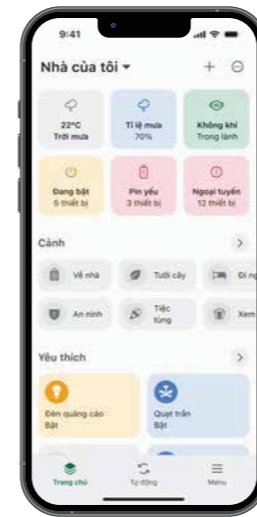 9:41
Nhà của tôi
22°C
Trời mưa
Tỉ lệ mưa
70%
Không khí
Trong lành
Đang bật
5 thiết bị
Pin yếu
3 thiết bị
Ngoại tuyến
12 thiết bị
Cảnh
Về nhà
Tưới cây
Đi ng
An ninh
Tiệc
tùng
Xem
Yêu thích
Đèn quảng cáo
Bật
Quạt trần
Bật
Trang chủ
Tự động
Menu